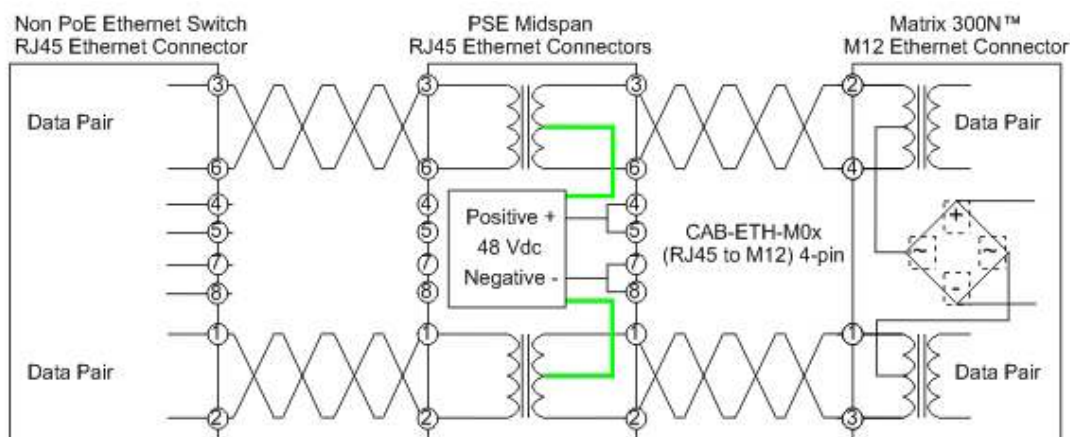 Non PoE Ethernet Switch
RJ45 Ethernet Connector
PSE Midspan
RJ45 Ethernet Connectors
Matrix 300N™
M12 Ethernet Connector
3
3
3
2
Data Pair
Data Pair
6
6
6
4
4
4
4
Positive +
5
5
5
48 Vdc
CAB-ETH-M0x
(RJ45 to M12) 4-pin
+
~
~
-
7
7
7
Negative -
8
8
8
1
1
1
1
Data Pair
Data Pair
2
2
2
3